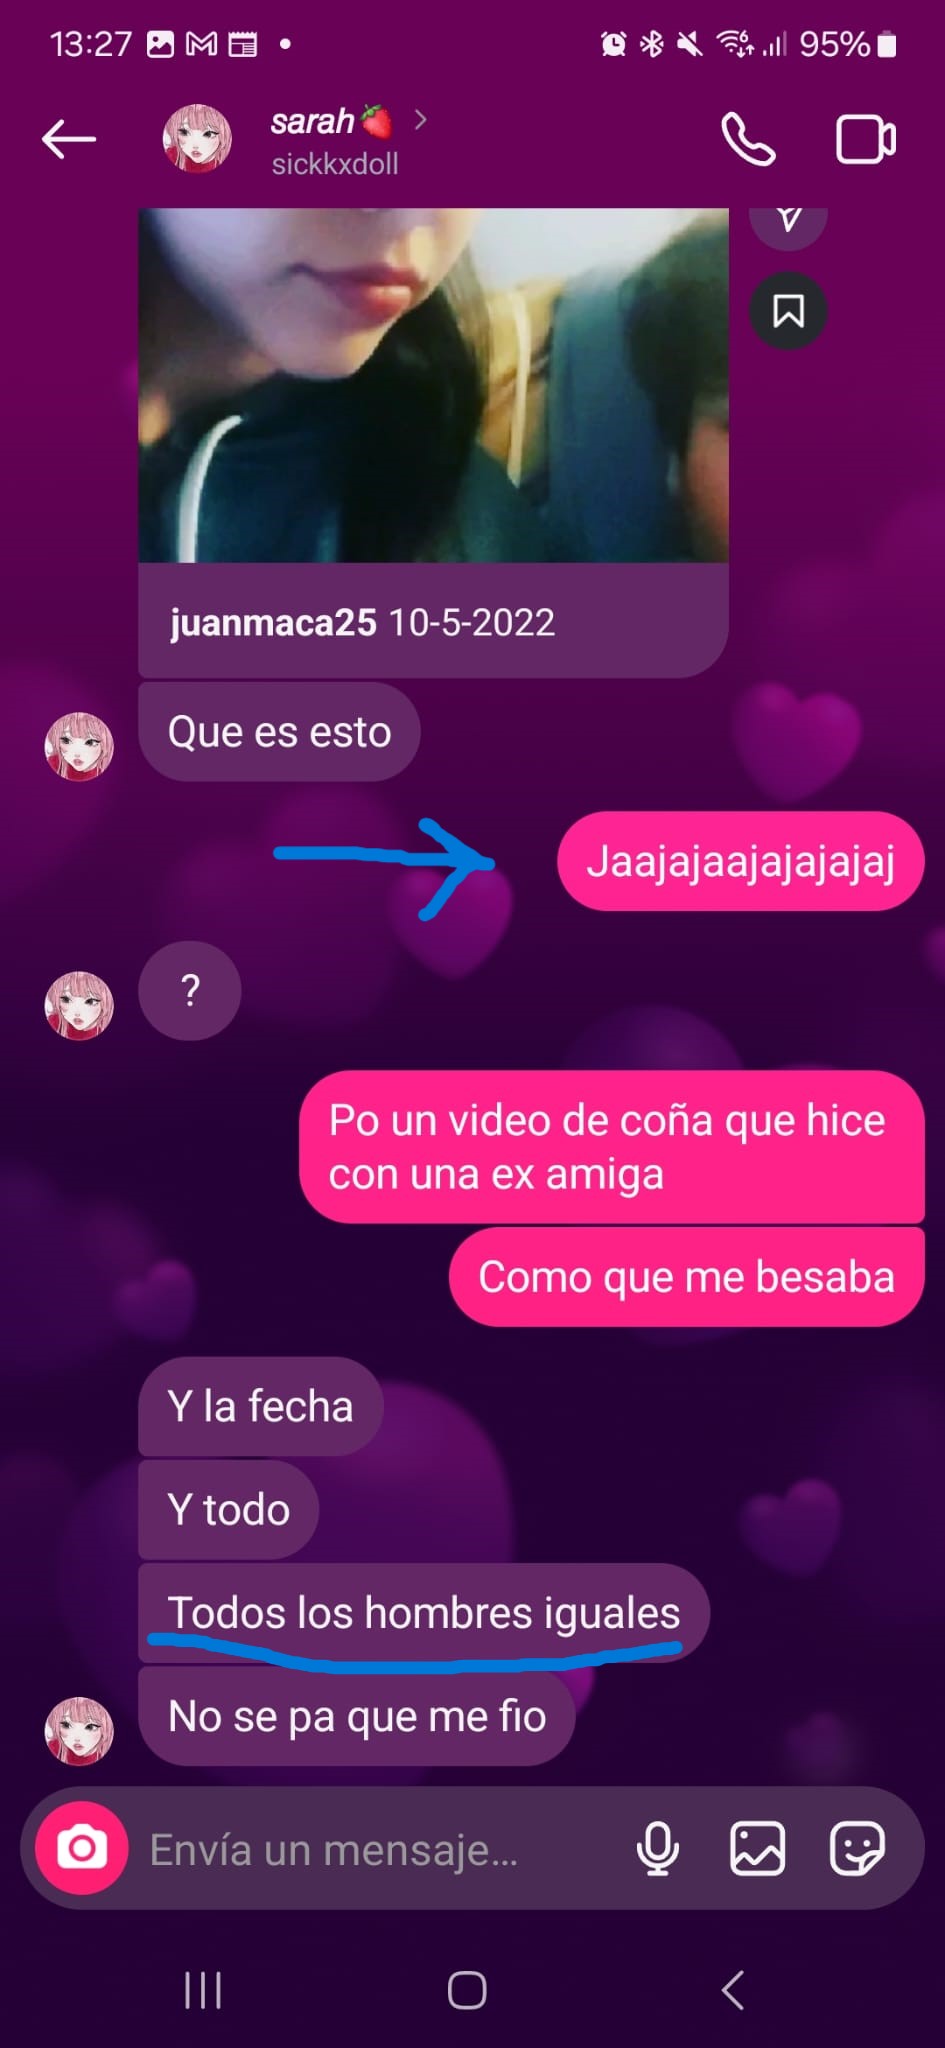 13:27
95%
sarah🍓
sickkxdoll
juanmaca25 10-5-2022
Que es esto
Jaajajaajajajajaj
?
Po un video de coña que hice
con una ex amiga
Como que me besaba
Y la fecha
Y todo
Todos los hombres iguales
No se pa que me fio
Envía un mensaje...